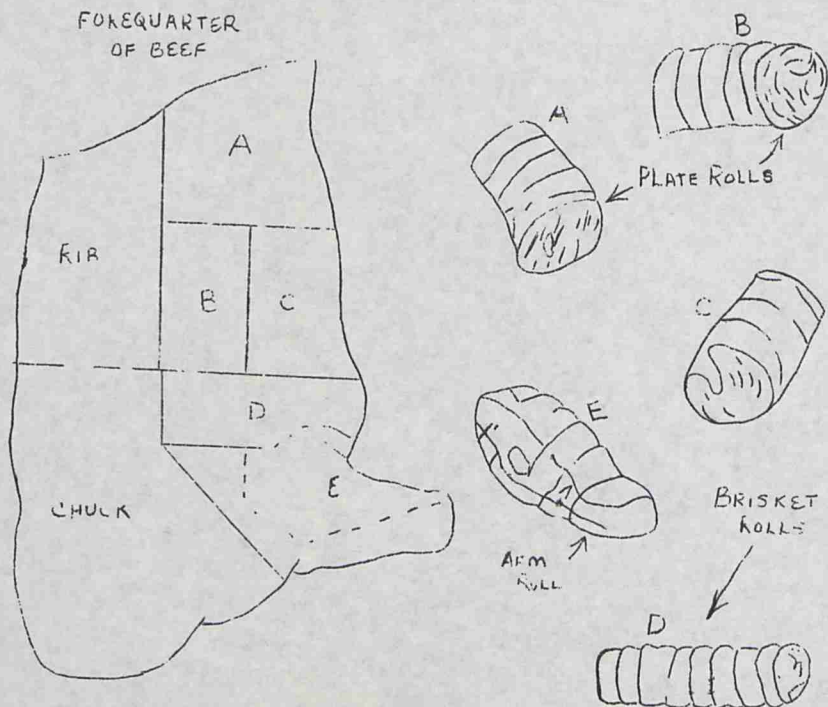 FOREQUARTER
OF BEEF
A
RIB
B
C
D
E
CHUCK
A
B
PLATE ROLLS
C
E
ARM
ROLL
BRISKET
ROLLS
D